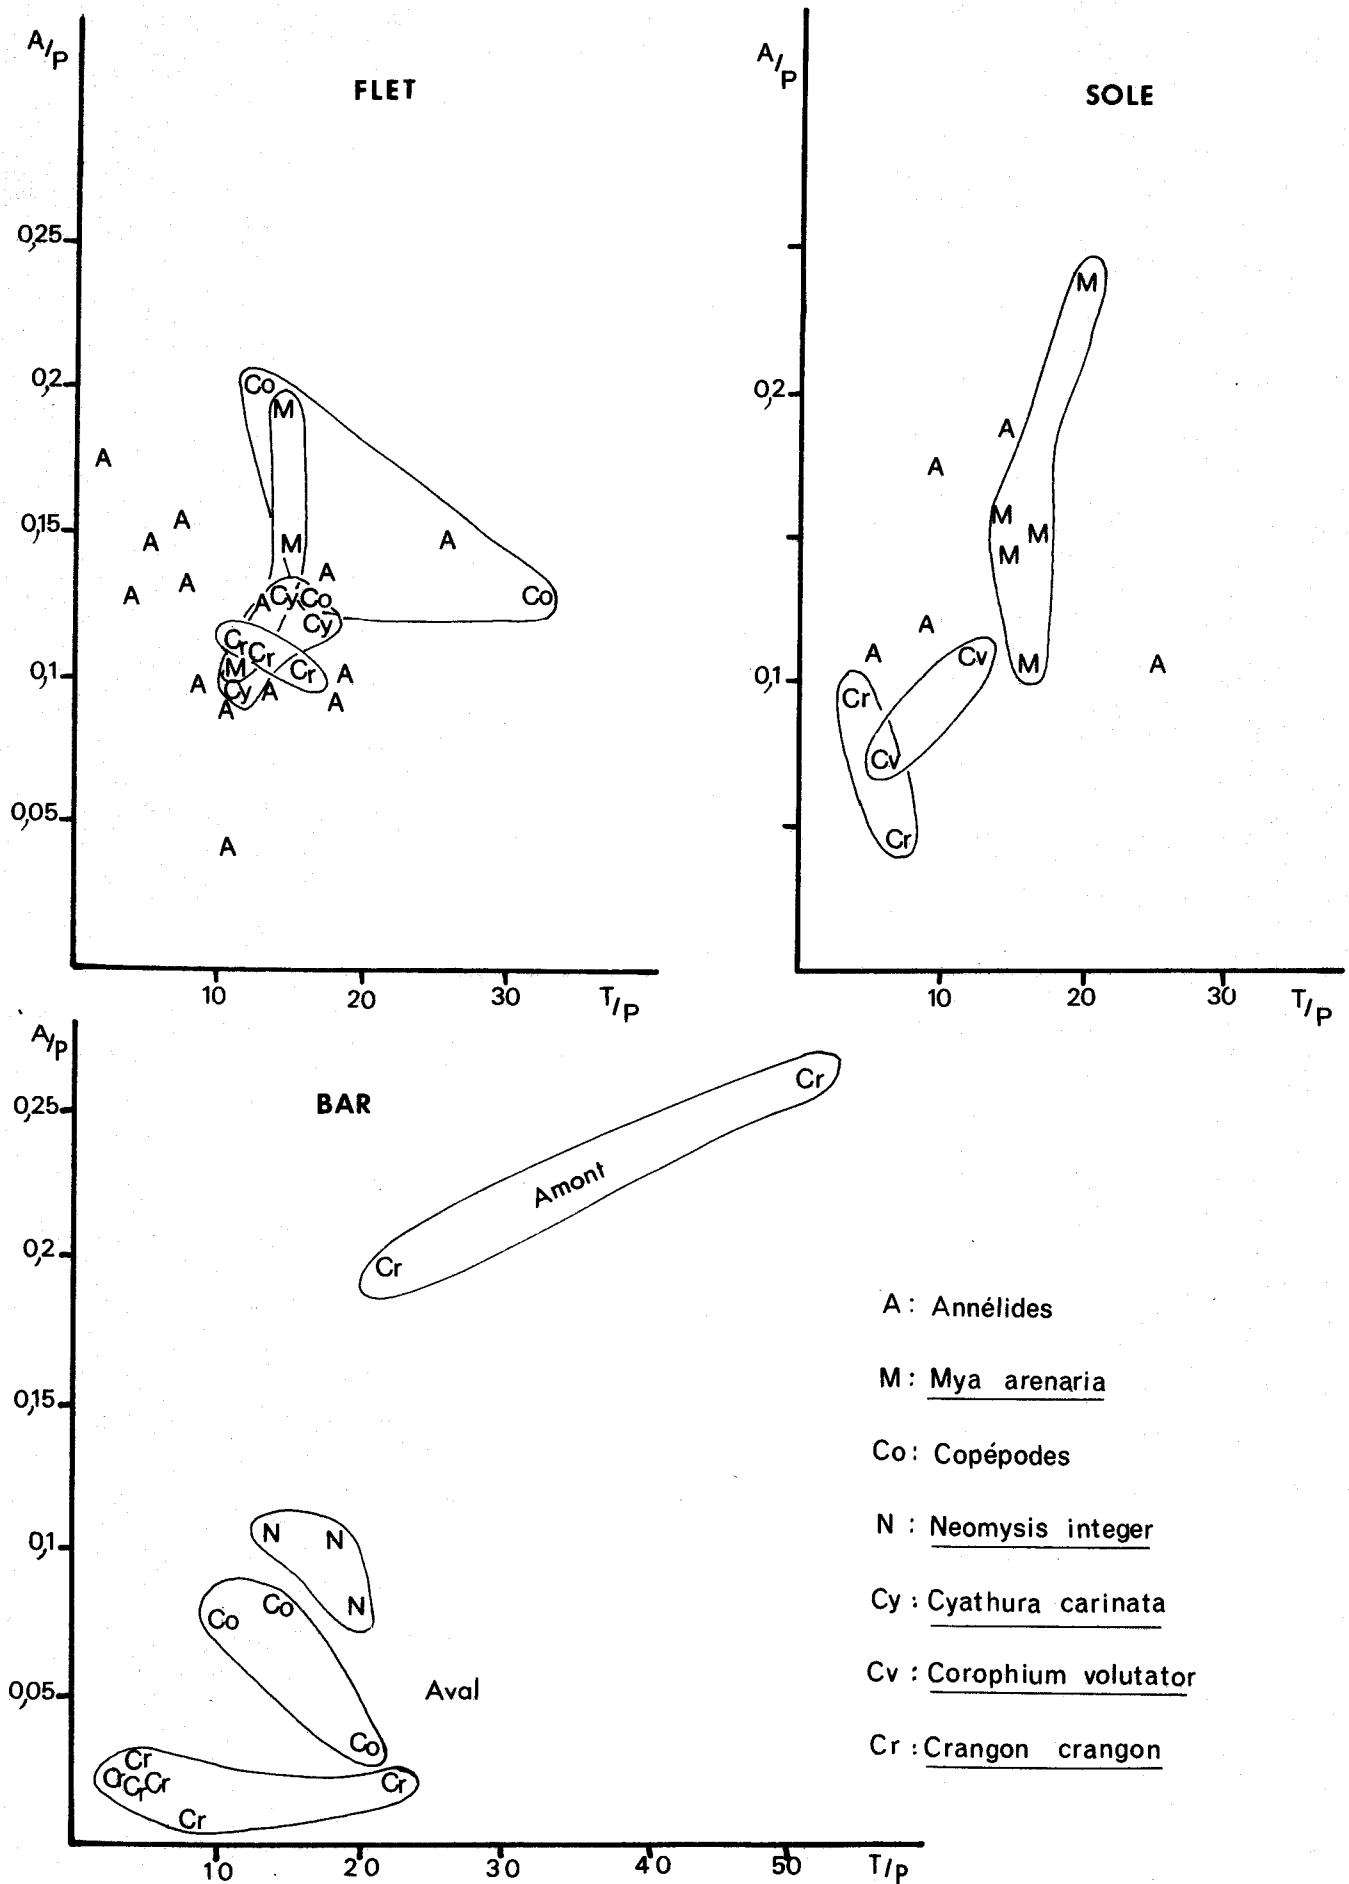 A/P
FLET
0,25
0,2
0,15
0,1
0,05
Co
M
A
A
A
A
A
A
M
A
A
Co
Cy
Co
A
Cy
Cr
Cr
M
Cr
A
A
Cy
A
A
A
A
10
20
30
T/P
A/P
SOLE
0,2
0,1
M
A
A
M
M
M
A
A
Cv
M
A
Cr
Cv
Cr
10
20
30
T/P
A/P
BAR
0,25
0,2
0,15
0,1
0,05
Cr
Amont
Cr
N
N
N
Co
Co
Aval
Co
Cr
Cr
Cr
Cr
Cr
Cr
10
20
30
40
50
T/P
A : Annélides
M : Mya arenaria
Co : Copépodes
N : Neomysis integer
Cy : Cyathura carinata
Cv : Corophium volutator
Cr : Crangon crangon